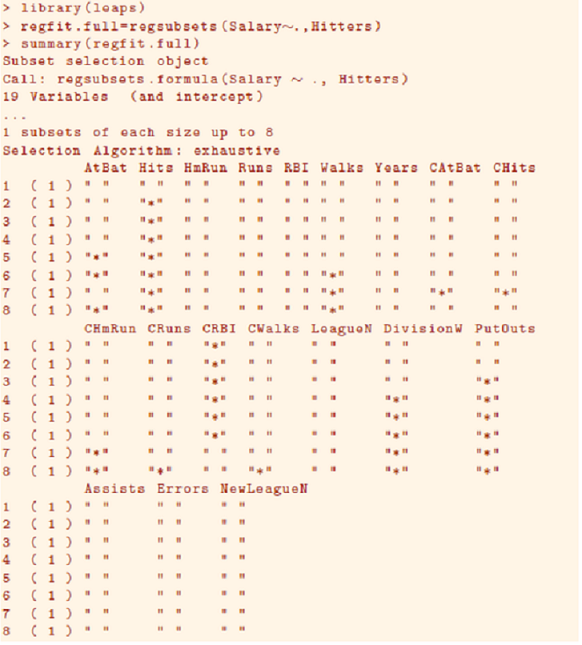 > library(leaps)
> regfit.full=regsubsets(Salary~.,Hitters)
> summary(regfit.full)
Subset selection object
Call: regsubsets.formula(Salary ~ ., Hitters)
19 Variables  (and intercept)
...
1 subsets of each size up to 8
Selection Algorithm: exhaustive
         AtBat Hits HmRun Runs RBI Walks Years CAtBat CHits
1  ( 1 ) " "   " "  " "   " "  " " " "   " "   " "    " "
2  ( 1 ) " "   "*"  " "   " "  " " " "   " "   " "    " "
3  ( 1 ) " "   "*"  " "   " "  " " " "   " "   " "    " "
4  ( 1 ) " "   "*"  " "   " "  " " " "   " "   " "    " "
5  ( 1 ) "*"   "*"  " "   " "  " " " "   " "   " "    " "
6  ( 1 ) "*"   "*"  " "   " "  " " "*"   " "   " "    " "
7  ( 1 ) " "   "*"  " "   " "  " " "*"   " "   "*"    "*"
8  ( 1 ) "*"   "*"  " "   " "  " " "*"   " "   " "    " "
         CHmRun CRuns CRBI CWalks LeagueN DivisionW PutOuts
1  ( 1 ) " "    " "   "*"  " "    " "     " "       " "
2  ( 1 ) " "    " "   "*"  " "    " "     " "       " "
3  ( 1 ) " "    " "   "*"  " "    " "     " "       "*"
4  ( 1 ) " "    " "   "*"  " "    " "     "*"       "*"
5  ( 1 ) " "    " "   "*"  " "    " "     "*"       "*"
6  ( 1 ) " "    " "   "*"  " "    " "     "*"       "*"
7  ( 1 ) "*"    " "   " "  " "    " "     "*"       "*"
8  ( 1 ) "*"    "*"   " "  "*"    " "     "*"       "*"
         Assists Errors NewLeagueN
1  ( 1 ) " "     " "    " "
2  ( 1 ) " "     " "    " "
3  ( 1 ) " "     " "    " "
4  ( 1 ) " "     " "    " "
5  ( 1 ) " "     " "    " "
6  ( 1 ) " "     " "    " "
7  ( 1 ) " "     " "    " "
8  ( 1 ) " "     " "    " "